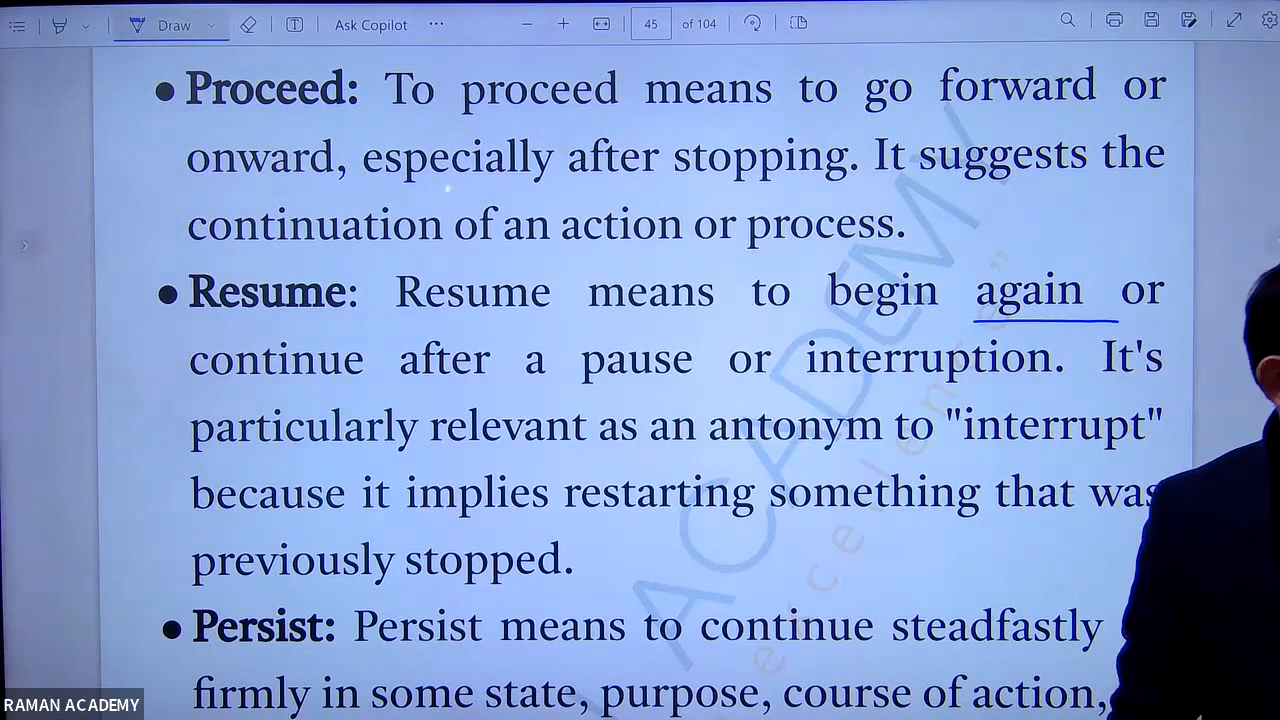 Draw
Ask Copilot
45 of 104
• Proceed: To proceed means to go forward or
onward, especially after stopping. It suggests the
continuation of an action or process.
• Resume: Resume means to begin again or
continue after a pause or interruption. It's
particularly relevant as an antonym to "interrupt"
because it implies restarting something that was
previously stopped.
• Persist: Persist means to continue steadfastly
firmly in some state, purpose, course of action,
ACADEMY
RAMAN ACADEMY